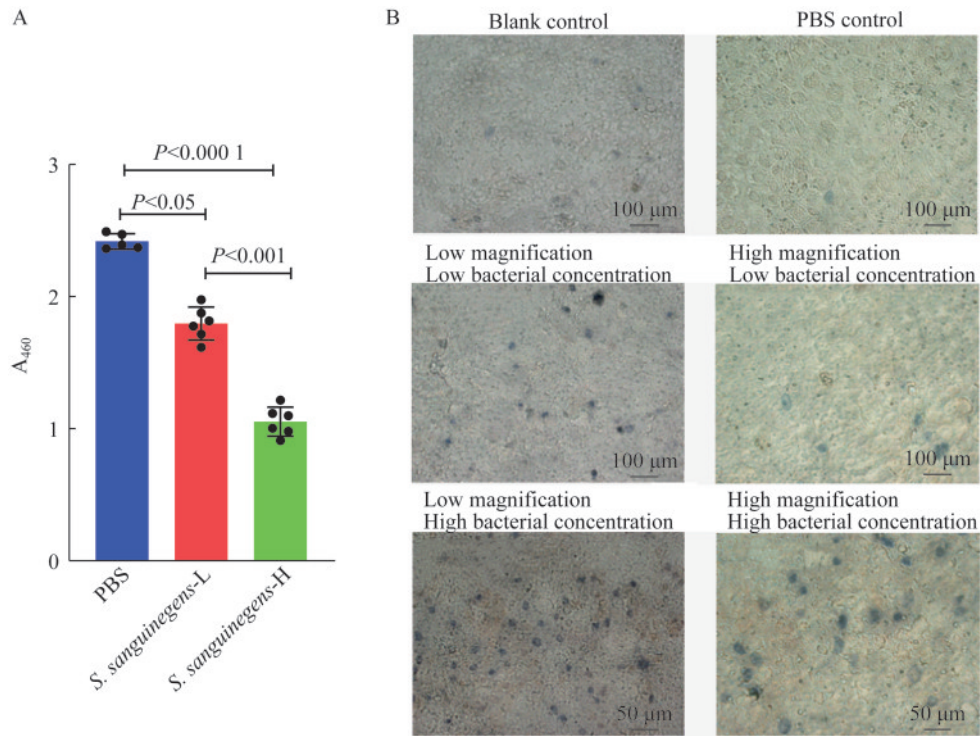 A
3
2
1
0
A460
P<0.000 1
P<0.05
P<0.001
PBS
S. sanguinegens-L
S. sanguinegens-H
B
Blank control
PBS control
100 μm
100 μm
Low magnification
Low bacterial concentration
High magnification
Low bacterial concentration
100 μm
100 μm
Low magnification
High bacterial concentration
High magnification
High bacterial concentration
50 μm
50 μm